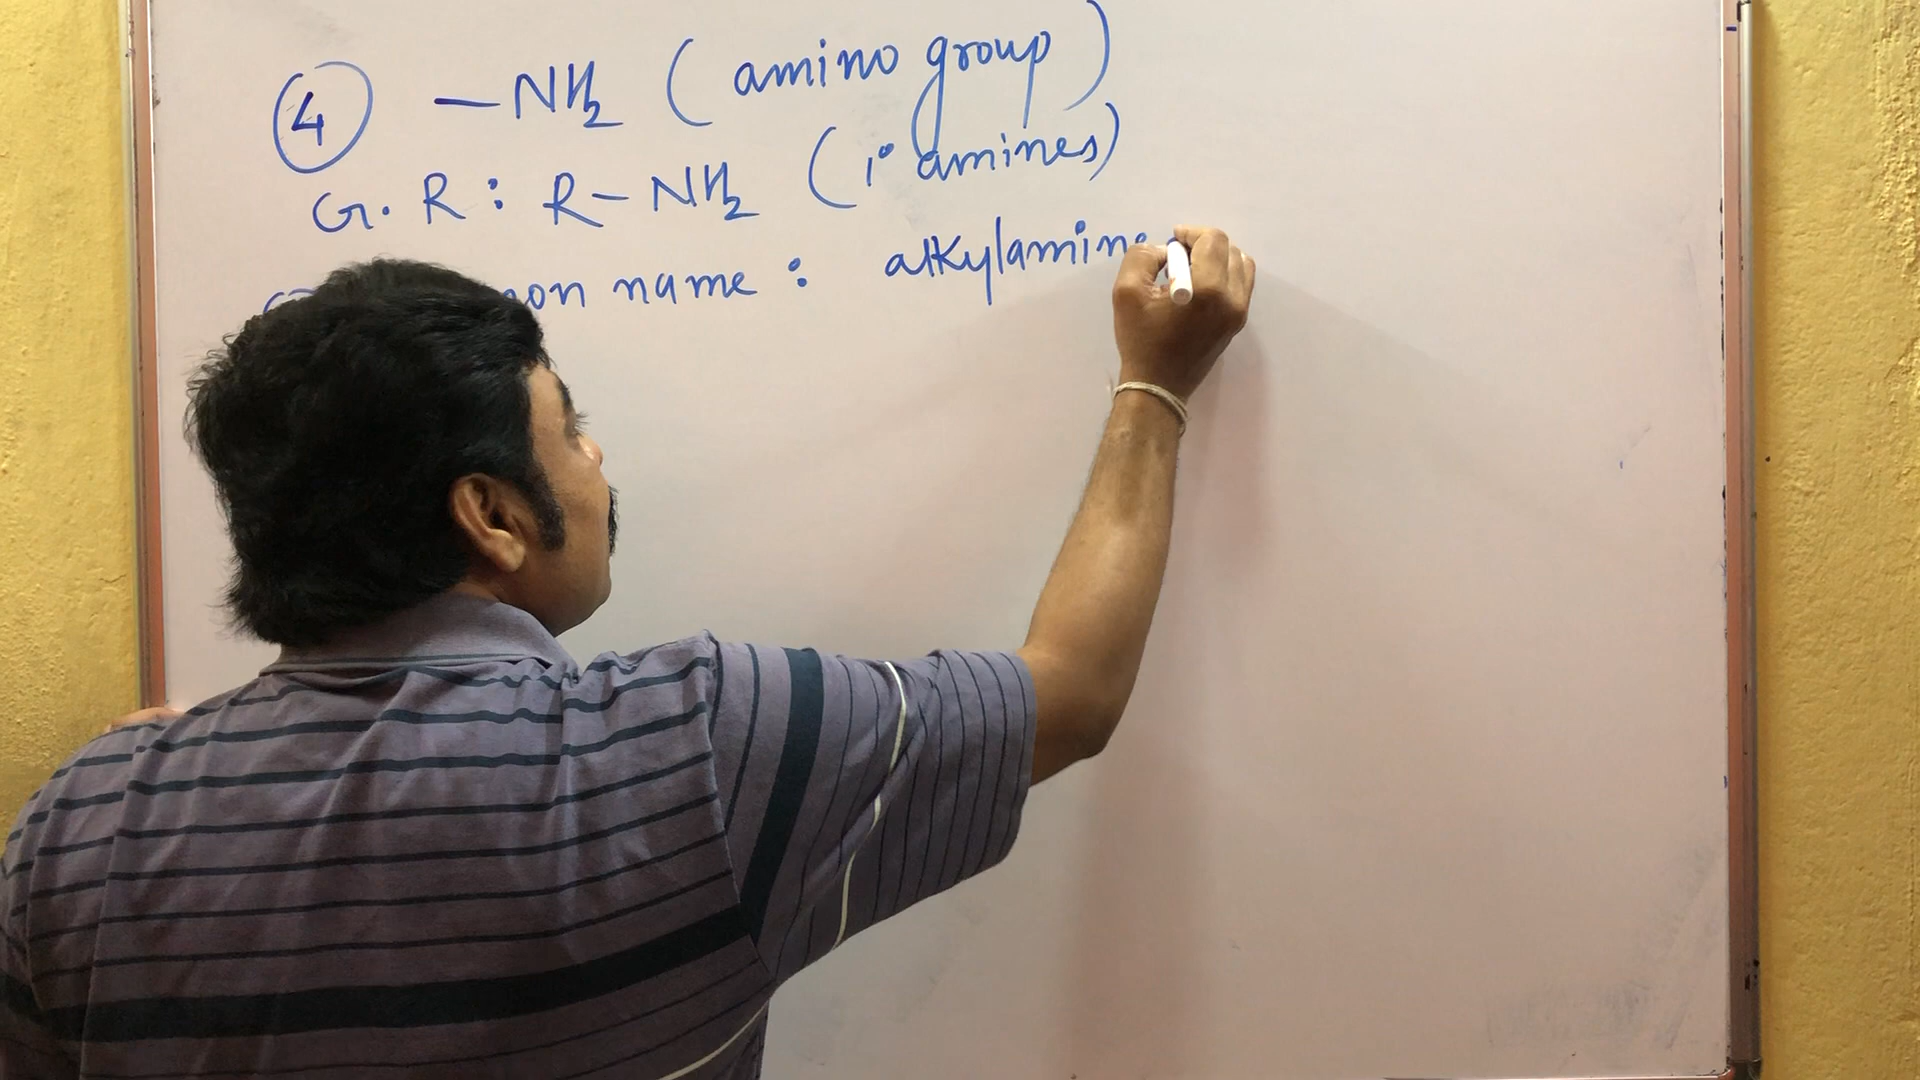 ④ —NH₂ (amino group)
G.R : R-NH₂ (1° amines)
name : alkylamine